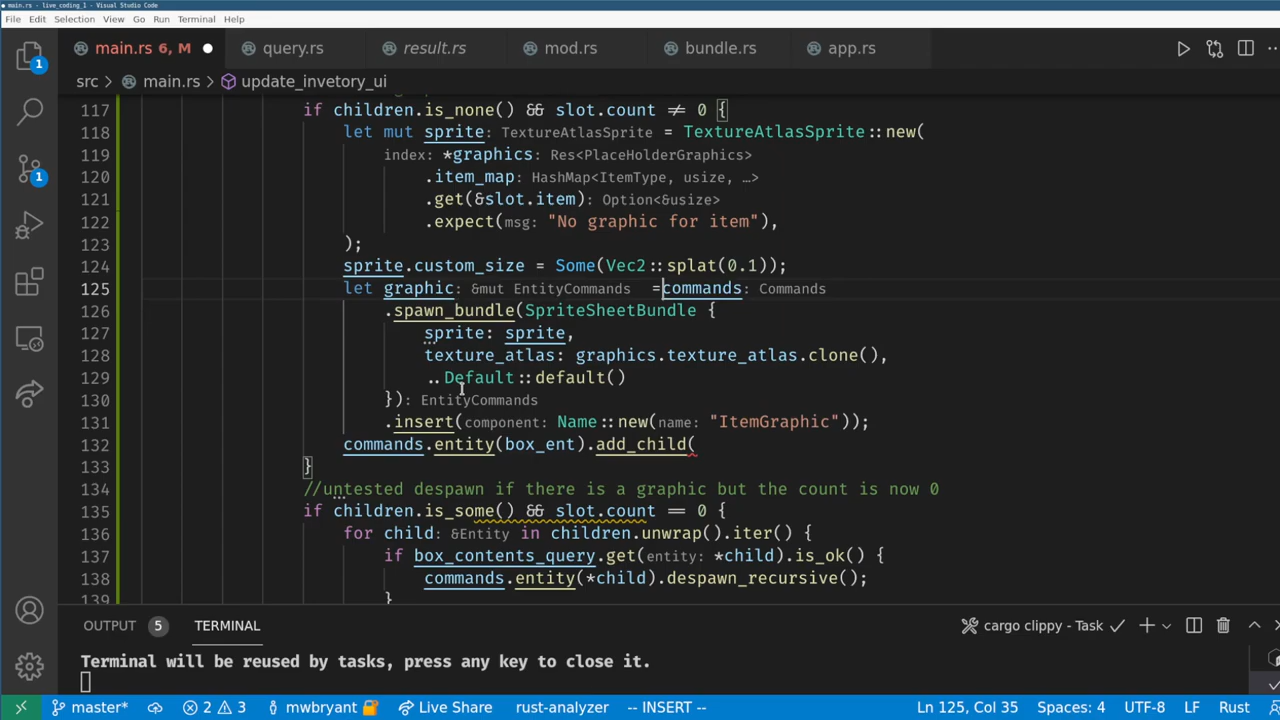 main.rs - live_coding_1 - Visual Studio Code
File Edit Selection View Go Run Terminal Help
main.rs 6, M query.rs result.rs mod.rs bundle.rs app.rs
src > main.rs > update_invetory_ui
117 if children.is_none() && slot.count ≠ 0 {
118 let mut sprite: TextureAtlasSprite = TextureAtlasSprite::new(
119 index: *graphics: Res<PlaceHolderGraphics>
120 .item_map: HashMap<ItemType, usize, …>
121 .get(&slot.item): Option<&usize>
122 .expect(msg: "No graphic for item"),
123 );
124 sprite.custom_size = Some(Vec2::splat(0.1));
125 let graphic: &mut EntityCommands =commands: Commands
126 .spawn_bundle(SpriteSheetBundle {
127 sprite: sprite,
128 texture_atlas: graphics.texture_atlas.clone(),
129 ..Default::default()
130 }): EntityCommands
131 .insert(component: Name::new(name: "ItemGraphic"));
132 commands.entity(box_ent).add_child(
133 }
134 //untested despawn if there is a graphic but the count is now 0
135 if children.is_some() && slot.count == 0 {
136 for child: &Entity in children.unwrap().iter() {
137 if box_contents_query.get(entity: *child).is_ok() {
138 commands.entity(*child).despawn_recursive();
139 }
OUTPUT 5 TERMINAL cargo clippy - Task
Terminal will be reused by tasks, press any key to close it.
master* 2 3 mwbryant Live Share rust-analyzer -- INSERT -- Ln 125, Col 35 Spaces: 4 UTF-8 LF Rust